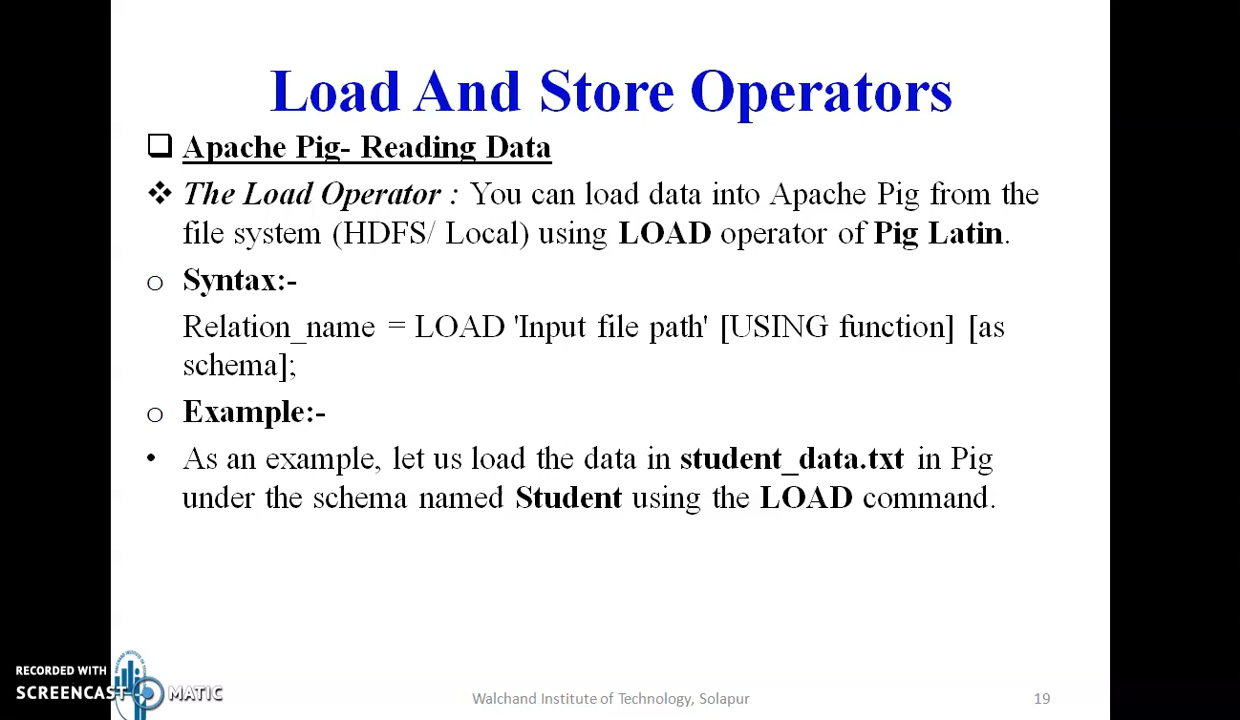 Load And Store Operators
Apache Pig- Reading Data
The Load Operator : You can load data into Apache Pig from the
file system (HDFS/ Local) using LOAD operator of Pig Latin.
Syntax:-
Relation_name = LOAD 'Input file path' [USING function] [as
schema];
Example:-
As an example, let us load the data in student_data.txt in Pig
under the schema named Student using the LOAD command.
RECORDED WITH
SCREENCAST MATIC
Walchand Institute of Technology, Solapur
19